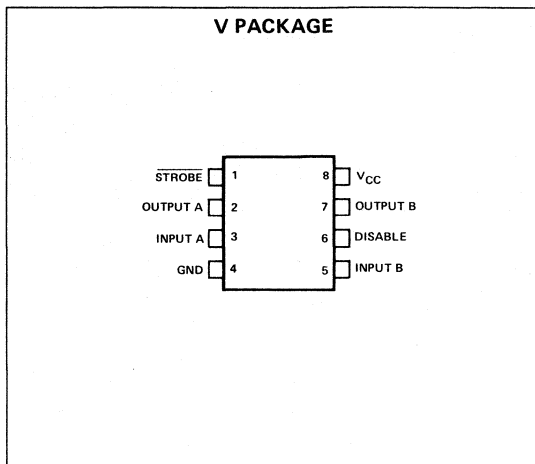 V PACKAGE
STROBE 1 8 VCC
OUTPUT A 2 7 OUTPUT B
INPUT A 3 6 DISABLE
GND 4 5 INPUT B